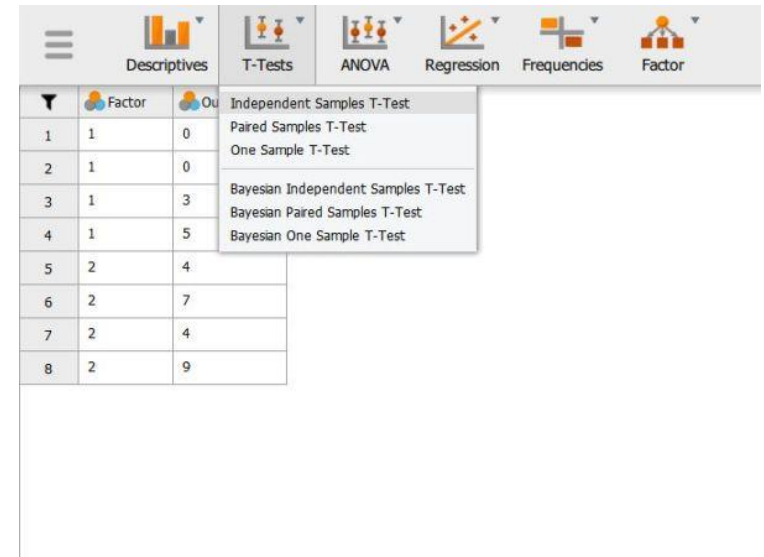 Descriptives T-Tests ANOVA Regression Frequencies Factor
Factor Ou
Independent Samples T-Test
Paired Samples T-Test
One Sample T-Test
Bayesian Independent Samples T-Test
Bayesian Paired Samples T-Test
Bayesian One Sample T-Test
1 1 0
2 1 0
3 1 3
4 1 5
5 2 4
6 2 7
7 2 4
8 2 9